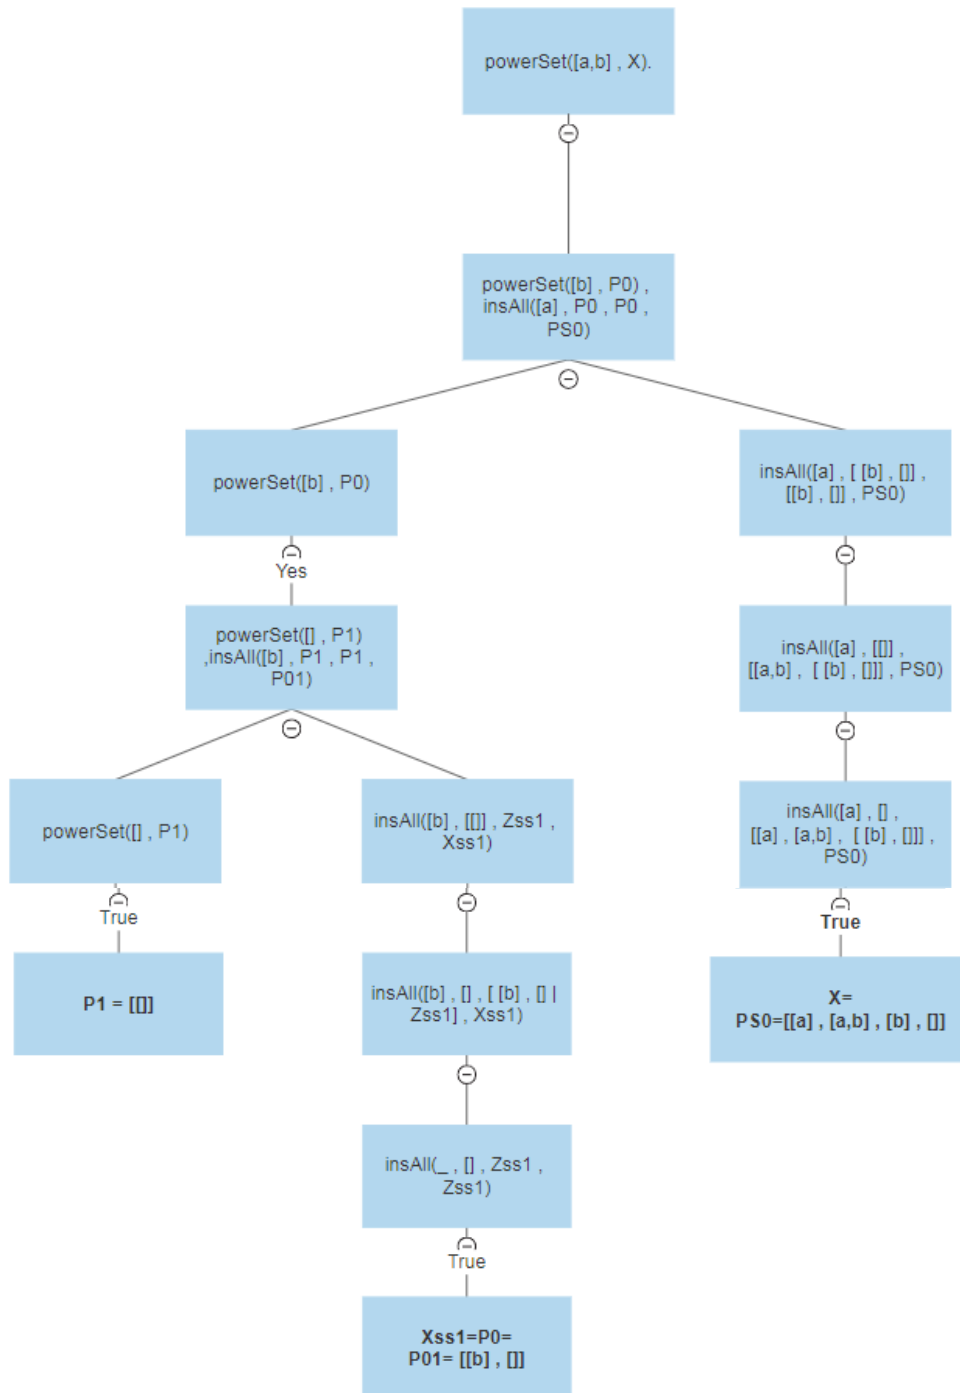 powerSet([a,b] , X).
powerSet([b] , P0) ,
insAll([a] , P0 , P0 ,
PS0)
powerSet([b] , P0)
insAll([a] , [ [b] , []] ,
[[b] , []] , PS0)
Yes
powerSet([] , P1)
,insAll([b] , P1 , P1 ,
P01)
insAll([a] , [[]] ,
[[a,b] , [ [b] , []]] , PS0)
powerSet([] , P1)
insAll([b] , [[]] , Zss1 ,
Xss1)
insAll([a] , [] ,
[[a] , [a,b] , [ [b] , []]] ,
PS0)
True
True
P1 = [[]]
insAll([b] , [] , [ [b] , [] |
Zss1] , Xss1)
X=
PS0=[[a] , [a,b] , [b] , []]
insAll(_ , [] , Zss1 ,
Zss1)
True
Xss1=P0=
P01= [[b] , []]